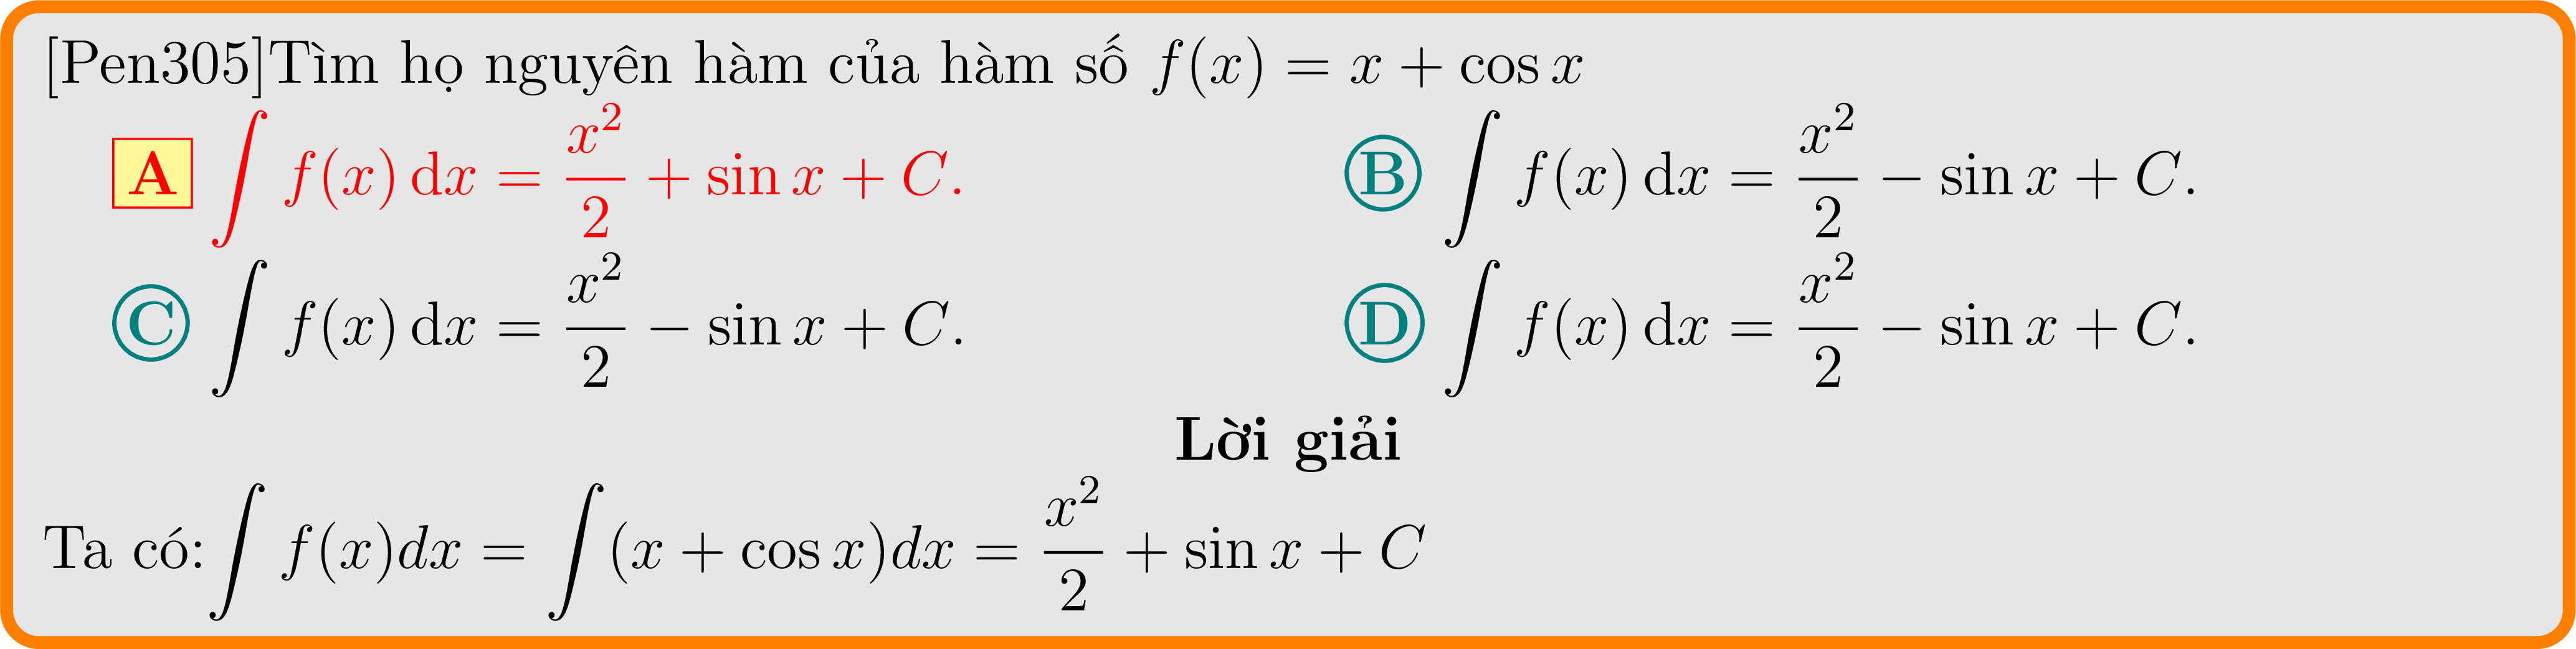 [Pen305]Tìm họ nguyên hàm của hàm số $f(x) = x + \cos x$
A $\int f(x)\,\mathrm{d}x = \frac{x^2}{2} + \sin x + C.$ B $\int f(x)\,\mathrm{d}x = \frac{x^2}{2} - \sin x + C.$
C $\int f(x)\,\mathrm{d}x = \frac{x^2}{2} - \sin x + C.$ D $\int f(x)\,\mathrm{d}x = \frac{x^2}{2} - \sin x + C.$
Lời giải
Ta có: $\int f(x)dx = \int (x + \cos x)dx = \frac{x^2}{2} + \sin x + C$